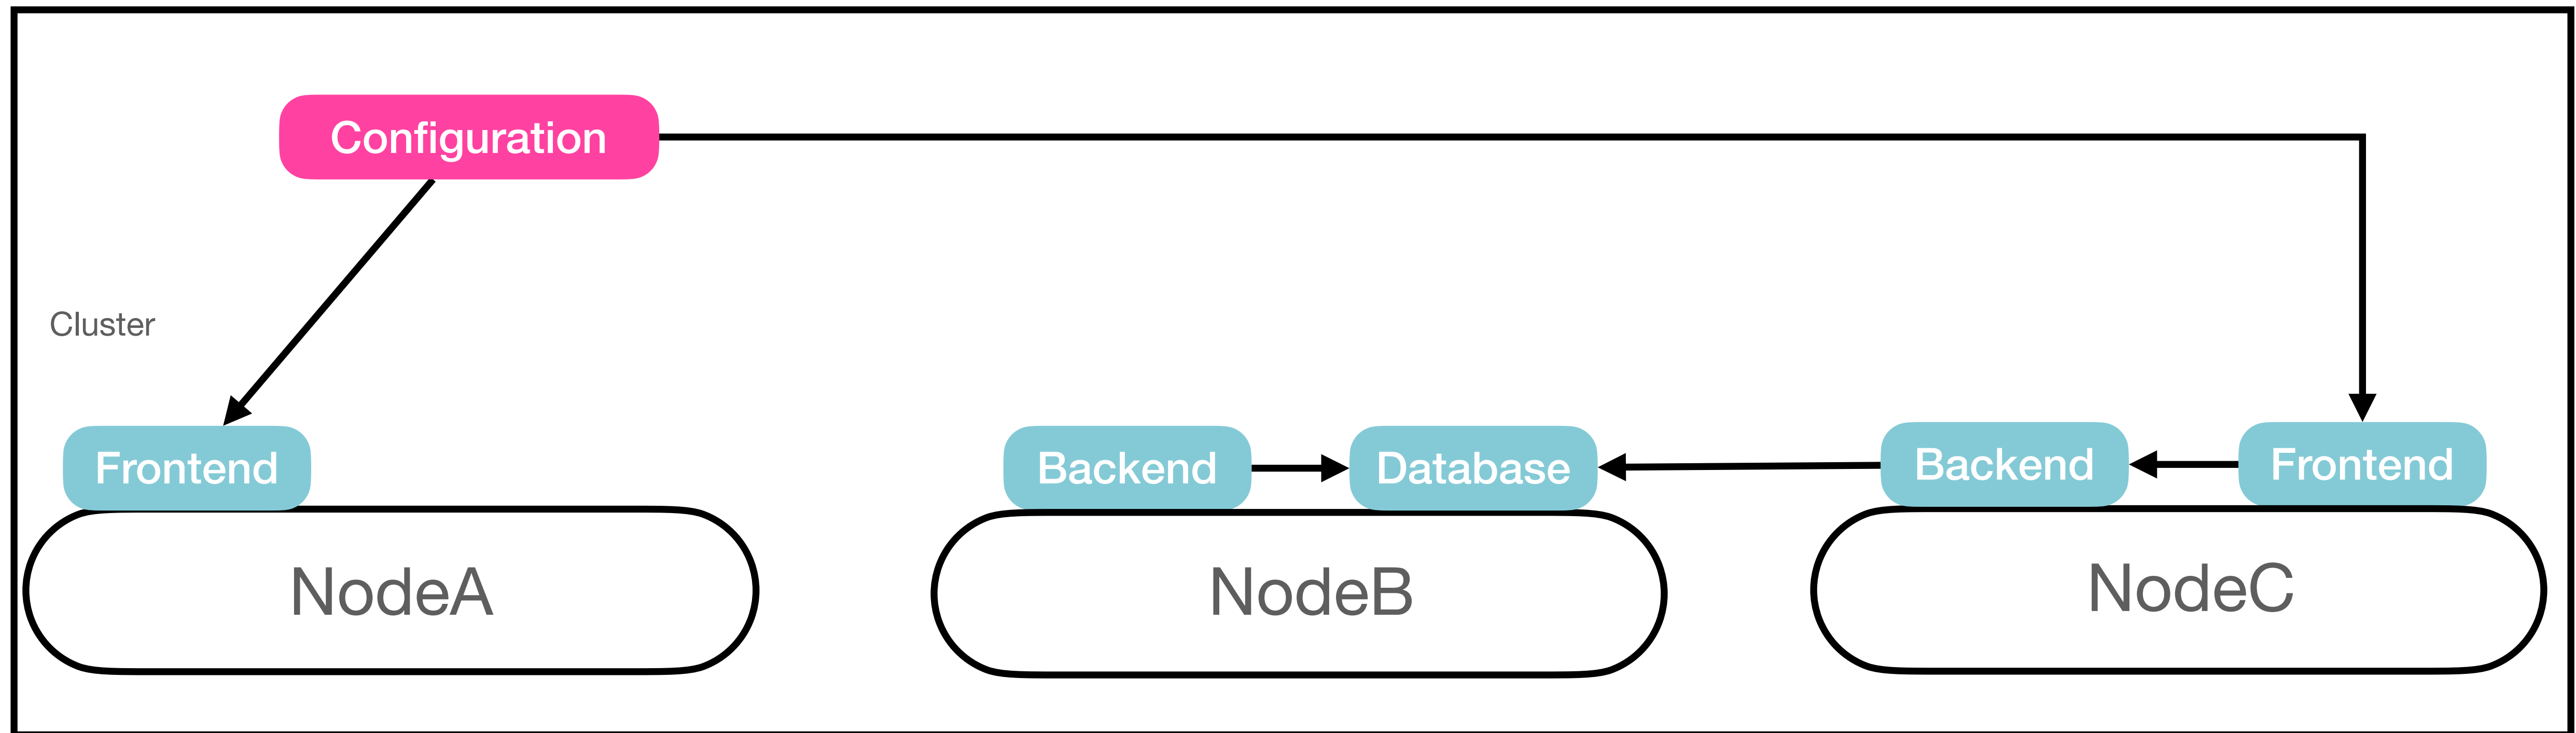 Configuration
Cluster
Frontend
Backend
Database
Backend
Frontend
NodeA
NodeB
NodeC